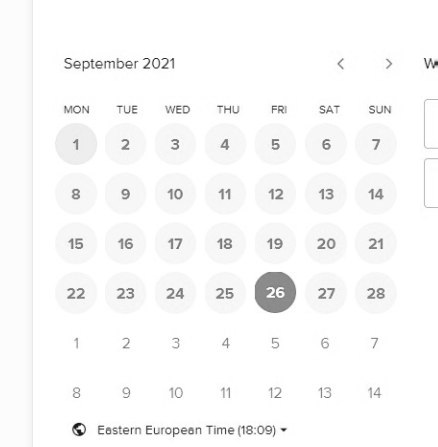 September 2021
MON TUE WED THU FRI SAT SUN
1 2 3 4 5 6 7
8 9 10 11 12 13 14
15 16 17 18 19 20 21
22 23 24 25 26 27 28
1 2 3 4 5 6 7
8 9 10 11 12 13 14
Eastern European Time (18:09)